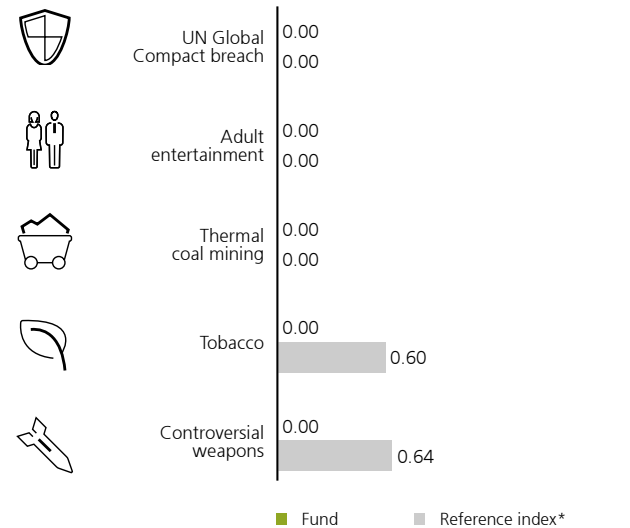 UN Global
Compact breach
0.00
0.00
Adult
entertainment
0.00
0.00
Thermal
coal mining
0.00
0.00
Tobacco
0.00
0.60
Controversial
weapons
0.00
0.64
Fund
Reference index*